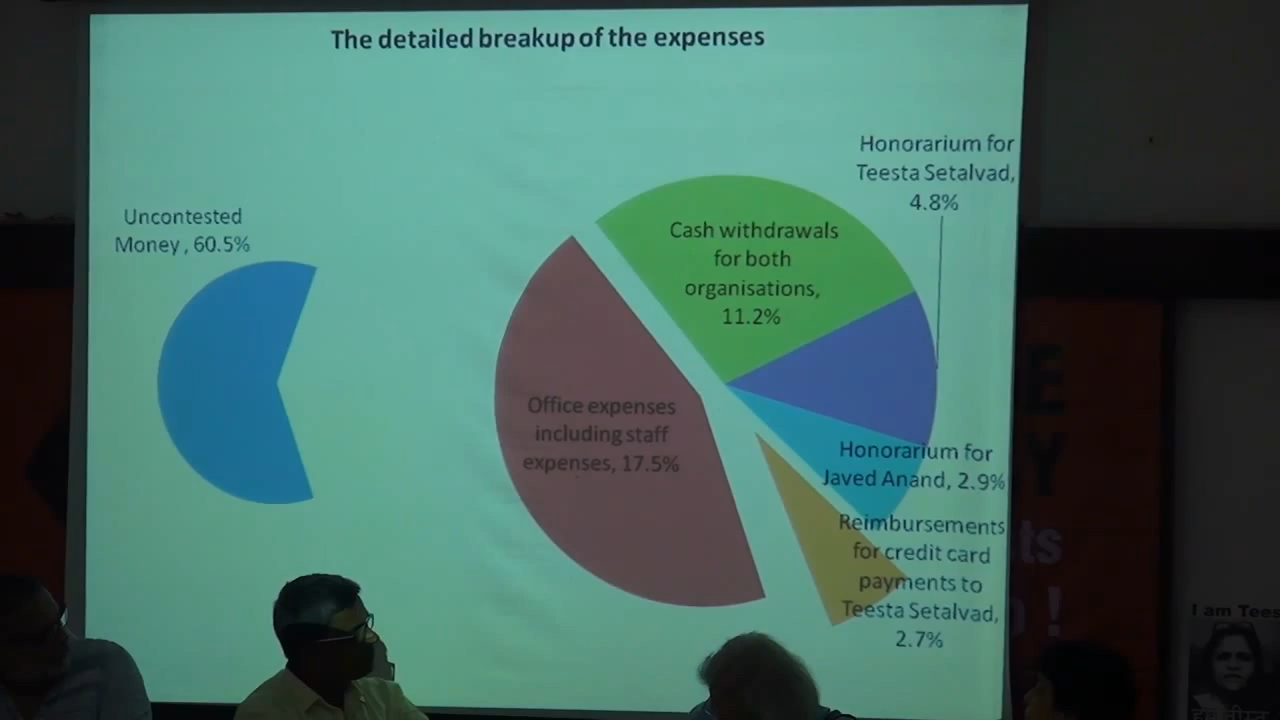 The detailed breakup of the expenses
Uncontested
Money , 60.5%
Cash withdrawals
for both
organisations,
11.2%
Honorarium for
Teesta Setalvad,
4.8%
Office expenses
including staff
expenses, 17.5%
Honorarium for
Javed Anand, 2.9%
Reimbursements
for credit card
payments to
Teesta Setalvad,
2.7%
E
Y
ts
!
I am Tees